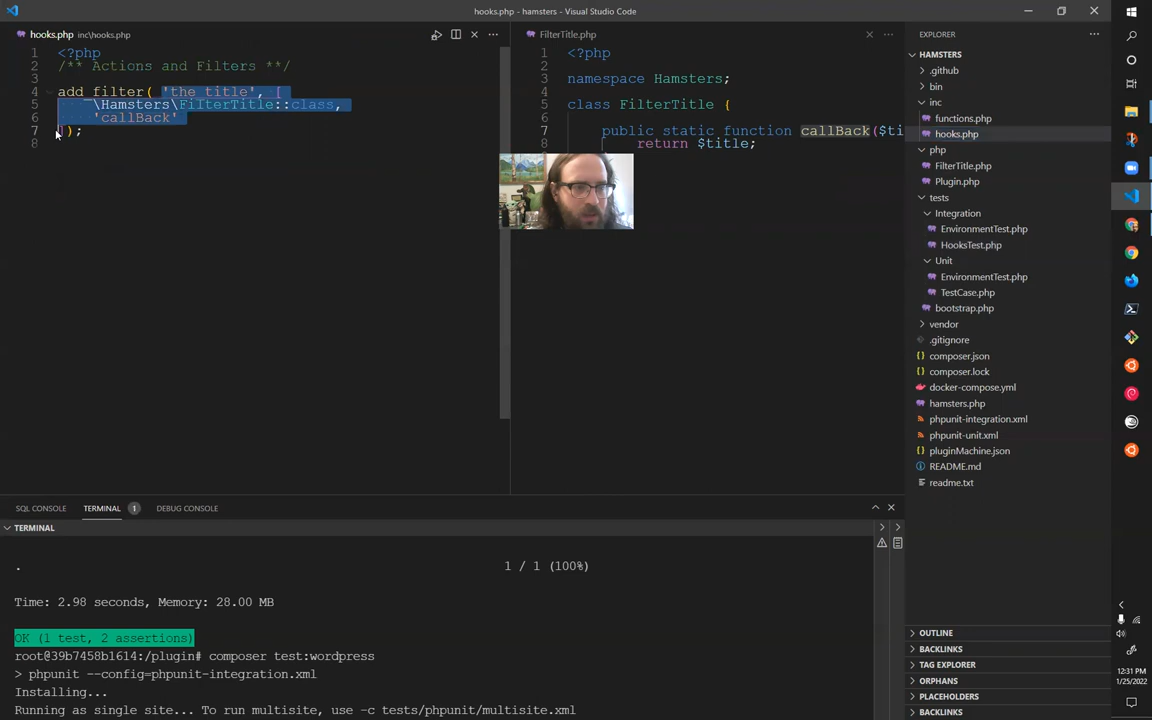 hooks.php - hamsters - Visual Studio Code
hooks.php inc\hooks.php
1 <?php
2 /** Actions and Filters **/
3
4 add_filter( 'the_title', [
5 \Hamsters\FilterTitle::class,
6 'callBack'
7 ]);
8
FilterTitle.php
1 <?php
2
3 namespace Hamsters;
4
5 class FilterTitle {
6
7 public static function callBack($ti
8 return $title;
EXPLORER
HAMSTERS
.github
bin
inc
functions.php
hooks.php
php
FilterTitle.php
Plugin.php
tests
Integration
EnvironmentTest.php
HooksTest.php
Unit
EnvironmentTest.php
TestCase.php
bootstrap.php
vendor
.gitignore
composer.json
composer.lock
docker-compose.yml
hamsters.php
phpunit-integration.xml
phpunit-unit.xml
pluginMachine.json
README.md
readme.txt
OUTLINE
BACKLINKS
TAG EXPLORER
ORPHANS
PLACEHOLDERS
BACKLINKS
SQL CONSOLE TERMINAL 1 DEBUG CONSOLE
TERMINAL
. 1 / 1 (100%)
Time: 2.98 seconds, Memory: 28.00 MB
OK (1 test, 2 assertions)
root@39b7458b1614:/plugin# composer test:wordpress
> phpunit --config=phpunit-integration.xml
Installing...
Running as single site... To run multisite, use -c tests/phpunit/multisite.xml
12:31 PM
1/25/2022